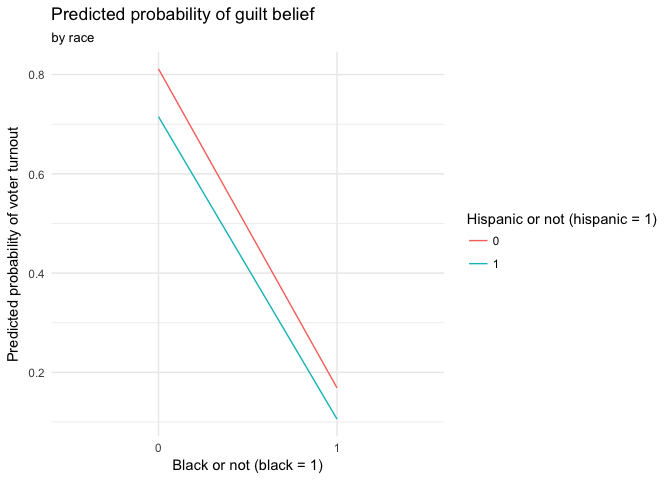 Predicted probability of guilt belief
by race
Predicted probability of voter turnout
0.8
0.6
0.4
0.2
0
1
Black or not (black = 1)
Hispanic or not (hispanic = 1)
0
1